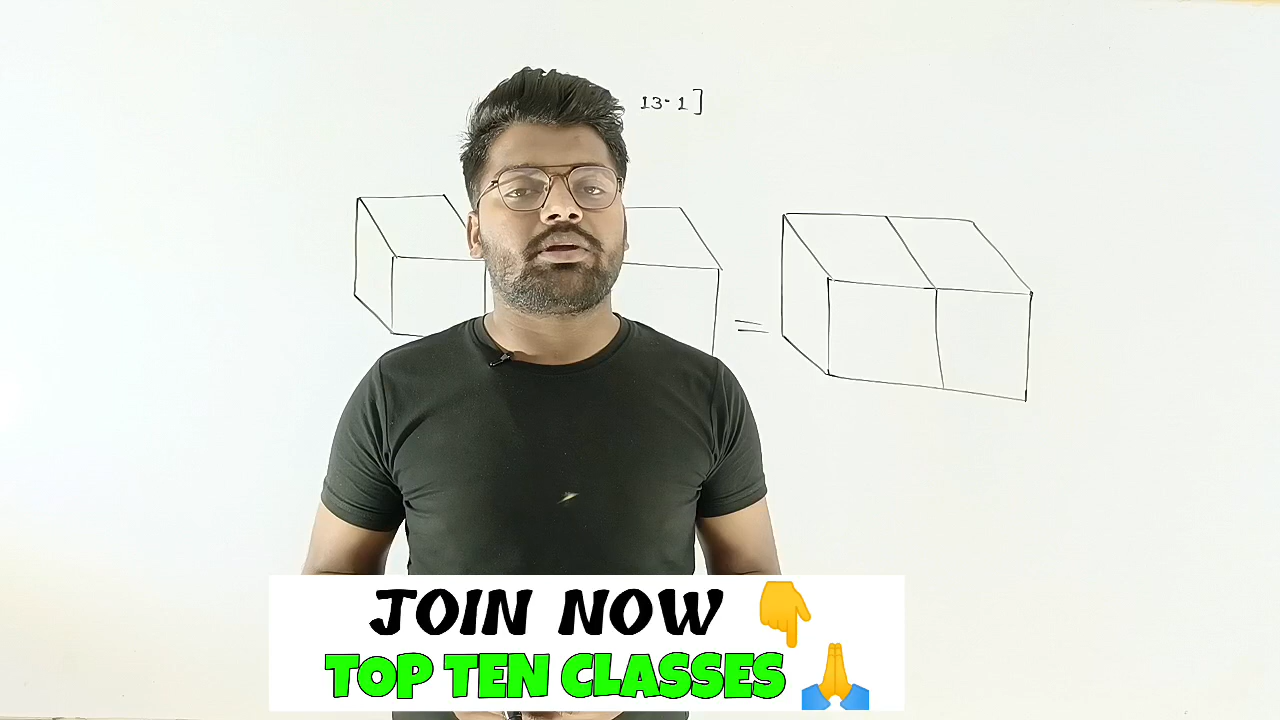 13.1]
=
JOIN NOW 👇
TOP TEN CLASSES 🙏